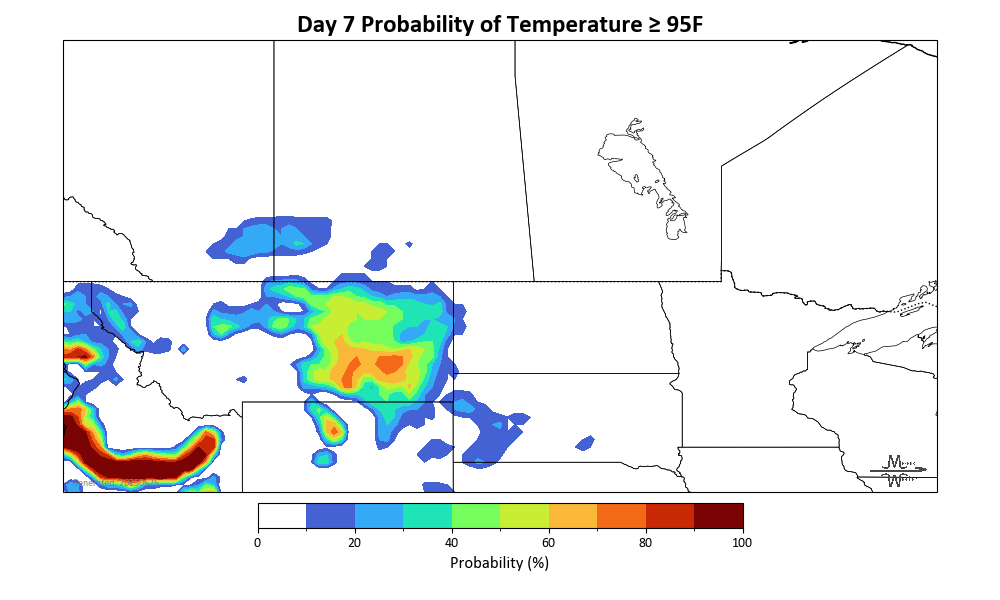 Day 7 Probability of Temperature ≥ 95F
M
W
0 20 40 60 80 100
Probability (%)